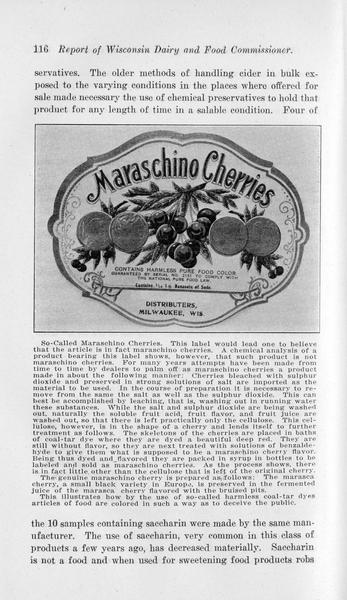 116 Report of Wisconsin Dairy and Food Commissioner.
servatives. The older methods of handling cider in bulk ex-
posed to the varying conditions in the places where offered for
sale made necessary the use of chemical preservatives to hold that
product for any length of time in a salable condition. Four of
Maraschino Cherries
CONTAINS HARMLESS PURE FOOD COLOR
GUARANTEED BY SERIAL NO. 2151 TO COMPLY WITH
THE NATIONAL PURE FOOD LAW.
Contains 1/10 % Benzoate of Soda
DISTRIBUTERS,
MILWAUKEE, WIS.
So-Called Maraschino Cherries. This label would lead one to believe
that the article is in fact maraschino cherries. A chemical analysis of a
product bearing this label shows, however, that such product is not
maraschino cherries. For many years attempts have been made from
time to time by dealers to palm off as maraschino cherries a product
made in about the following manner: Cherries bleached with sulphur
dioxide and preserved in strong solutions of salt are imported as the
material to be used. In the course of preparation it is necessary to re-
move from the same the salt as well as the sulphur dioxide. This can
best be accomplished by leaching, that is, washing out in running water
these substances. While the salt and sulphur dioxide are being washed
out, naturally the soluble fruit acid, fruit flavor, and fruit juice are
washed out, so that there is left practically only the cellulose. This cel-
lulose, however, is in the shape of a cherry and lends itself to further
treatment as follows. The skeletons of the cherries are placed in baths
of coal-tar dye where they are dyed a beautiful deep red. They are
still without flavor, so they are next treated with solutions of benzalde-
hyde to give them what is supposed to be a maraschino cherry flavor.
Being thus dyed and flavored they are packed in syrup in bottles to be
labeled and sold as maraschino cherries. As the process shows, there
is in fact little other than the cellulose that is left of the original cherry.
The genuine maraschino cherry is prepared as follows: The marasca
cherry, a small black variety in Europe, is preserved in the fermented
juice of the marasca cherry flavored with the bruised pits.
This illustrates how by the use of so-called harmless coal-tar dyes
articles of food are colored in such a way as to deceive the public.
the 10 samples containing saccharin were made by the same man-
ufacturer. The use of saccharin, very common in this class of
products a few years ago, has decreased materially. Saccharin
is not a food and when used for sweetening food products robs